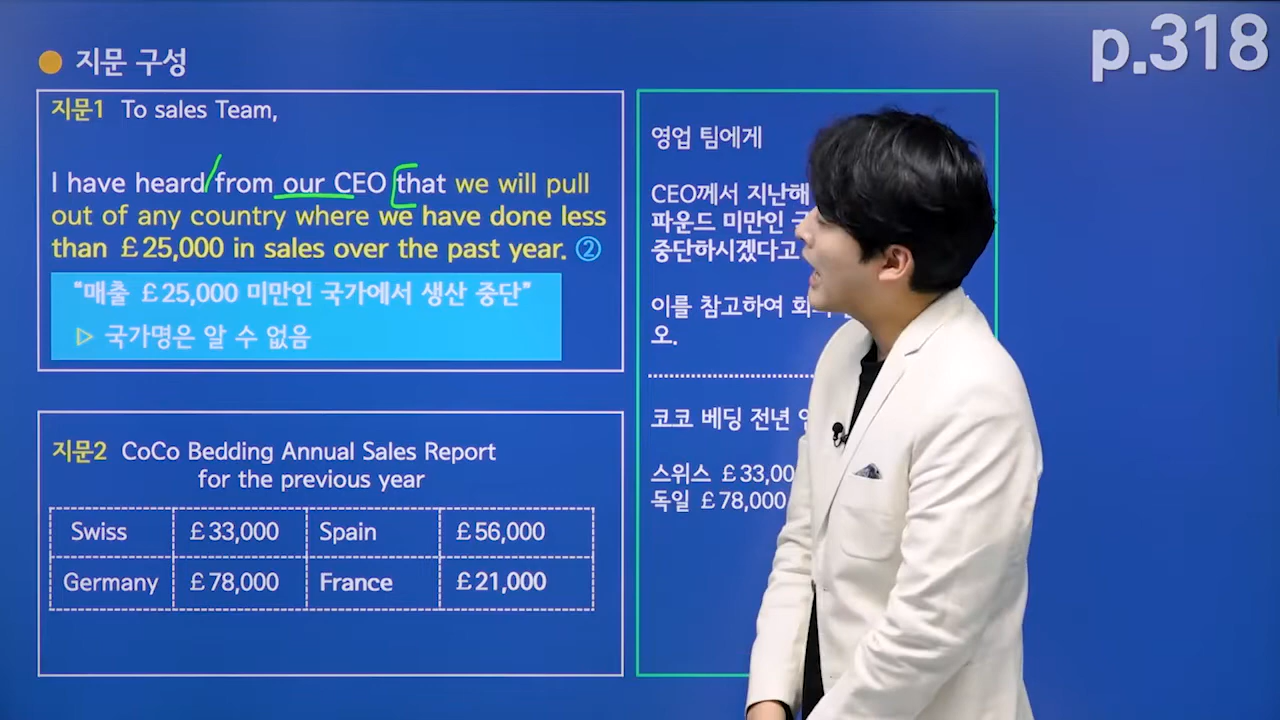 p.318
지문 구성
지문1 To sales Team,
I have heard from our CEO that we will pull
out of any country where we have done less
than £25,000 in sales over the past year. ②
“매출 £25,000 미만인 국가에서 생산 중단”
▷ 국가명은 알 수 없음
지문2 CoCo Bedding Annual Sales Report
for the previous year
Swiss £33,000 Spain £56,000
Germany £78,000 France £21,000
영업 팀에게
CEO께서 지난해
파운드 미만인
중단하시겠다고
이를 참고하여
오.
코코 베딩 전년
스위스 £33,00
독일 £78,000